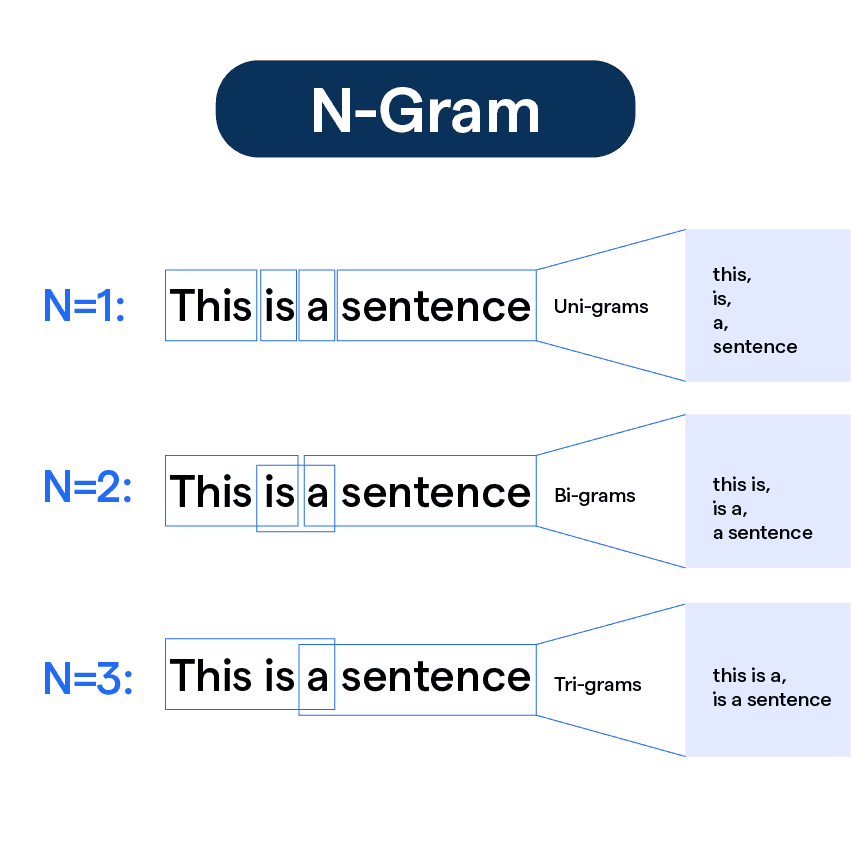 N-Gram
N=1:
This is a sentence
Uni-grams
this,
is,
a,
sentence
N=2:
This is a sentence
Bi-grams
this is,
is a,
a sentence
N=3:
This is a sentence
Tri-grams
this is a,
is a sentence